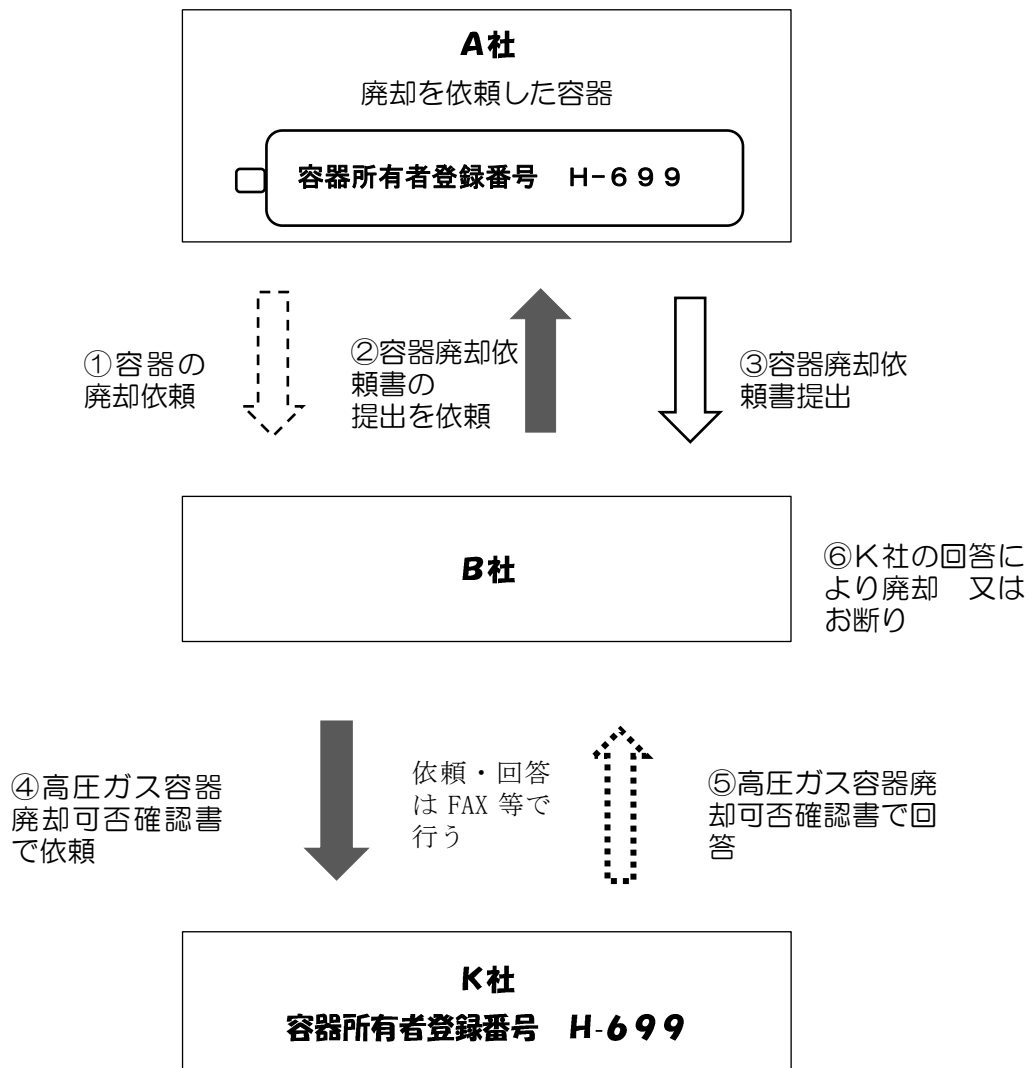 A社
廃却を依頼した容器
容器所有者登録番号　H-699
①容器の
廃却依頼
②容器廃却依
頼書の
提出を依頼
③容器廃却依
頼書提出
B社
⑥K社の回答に
より廃却　又は
お断り
④高圧ガス容器
廃却可否確認書
で依頼
依頼・回答
は FAX 等で
行う
⑤高圧ガス容器廃
却可否確認書で回
答
K社
容器所有者登録番号　H-699